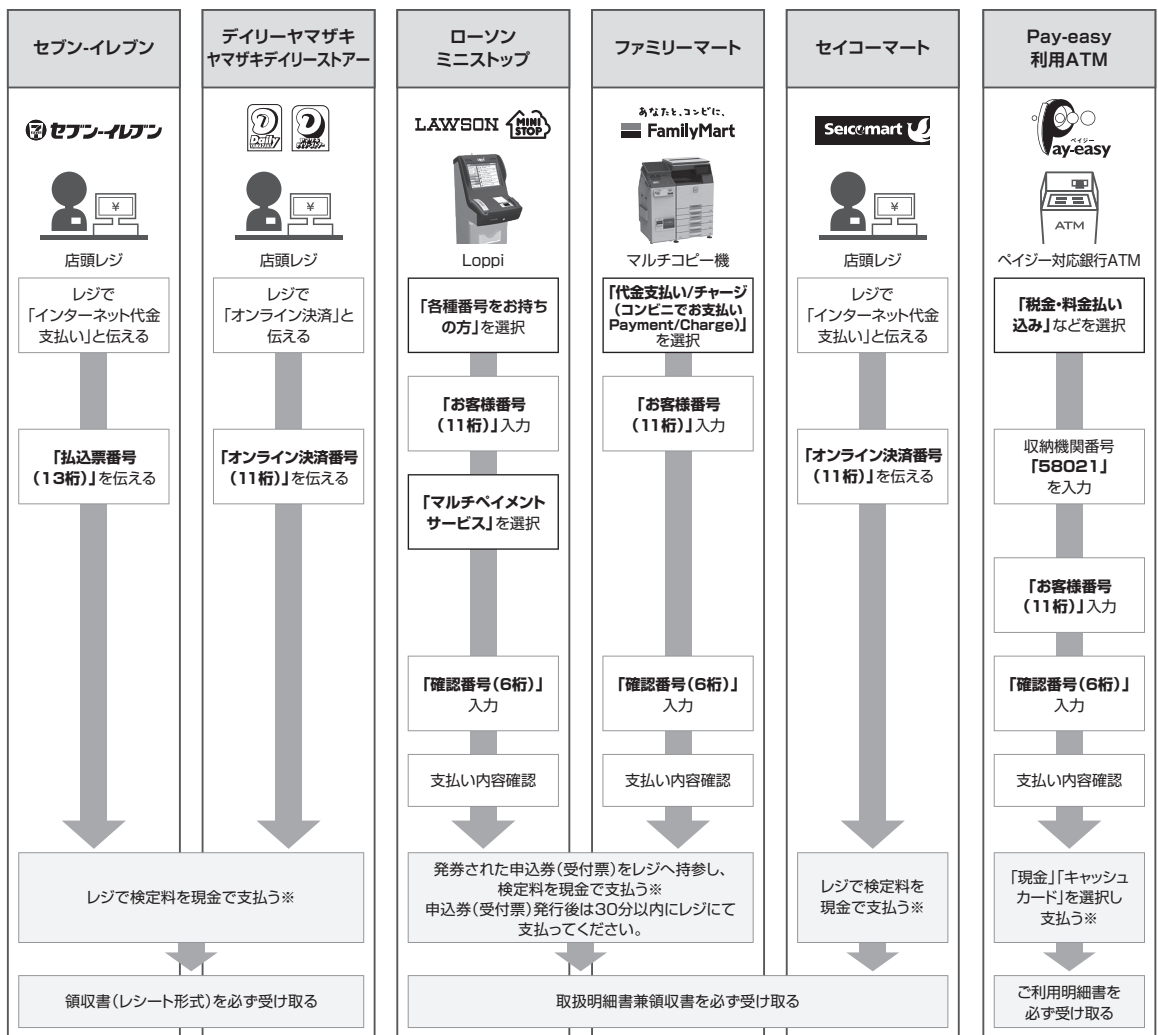 セブン-イレブン
デイリーヤマザキ
ヤマザキデイリーストアー
ローソン
ミニストップ
ファミリーマート
セイコーマート
Pay-easy
利用ATM
セブン-イレブン
Daily
LAWSON
MINI
STOP
あなたと、コンビに、
FamilyMart
Seicomart
ペイジー
Pay-easy
¥
¥
¥
ATM
店頭レジ
店頭レジ
Loppi
マルチコピー機
店頭レジ
ペイジー対応銀行ATM
レジで
「インターネット代金
支払い」と伝える
「払込票番号
(13桁)」を伝える
レジで
「オンライン決済」と
伝える
「オンライン決済番号
(11桁)」を伝える
「各種番号をお持ち
の方」を選択
「お客様番号
(11桁)」入力
「マルチペイメント
サービス」を選択
「確認番号(6桁)」
入力
支払い内容確認
「代金支払い/チャージ
(コンビニでお支払い
Payment/Charge)」
を選択
「お客様番号
(11桁)」入力
「確認番号(6桁)」
入力
支払い内容確認
レジで
「インターネット代金
支払い」と伝える
「オンライン決済番号
(11桁)」を伝える
「税金・料金払い
込み」などを選択
収納機関番号
「58021」
を入力
「お客様番号
(11桁)」入力
「確認番号(6桁)」
入力
支払い内容確認
レジで検定料を現金で支払う※
発券された申込券(受付票)をレジへ持参し、
検定料を現金で支払う※
申込券(受付票)発行後は30分以内にレジにて
支払ってください。
レジで検定料を
現金で支払う※
「現金」「キャッシュ
カード」を選択し
支払う※
領収書(レシート形式)を必ず受け取る
取扱明細書兼領収書を必ず受け取る
ご利用明細書を
必ず受け取る